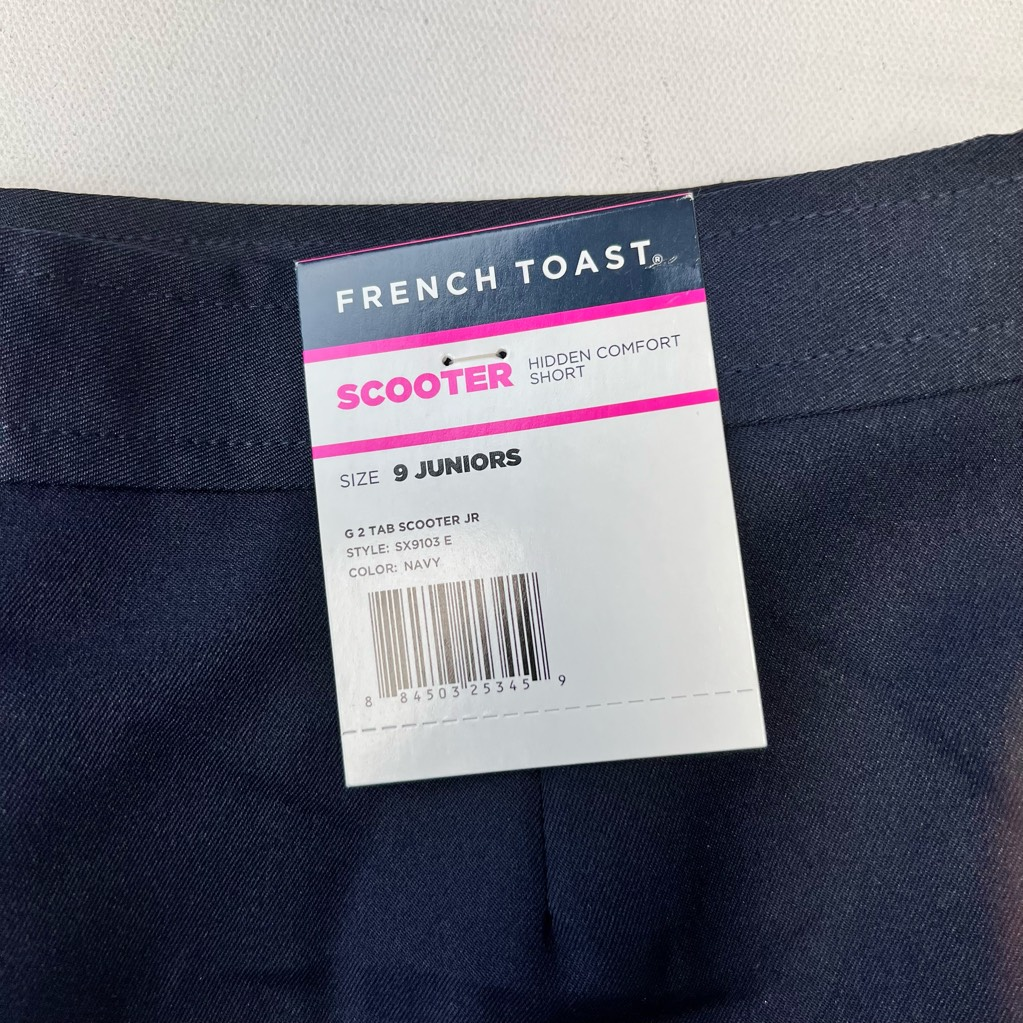 FRENCH TOAST®
SCOOTER HIDDEN COMFORT
SHORT
SIZE 9 JUNIORS
G 2 TAB SCOOTER JR
STYLE: SX9103 E
COLOR: NAVY
8 84503 25345 9